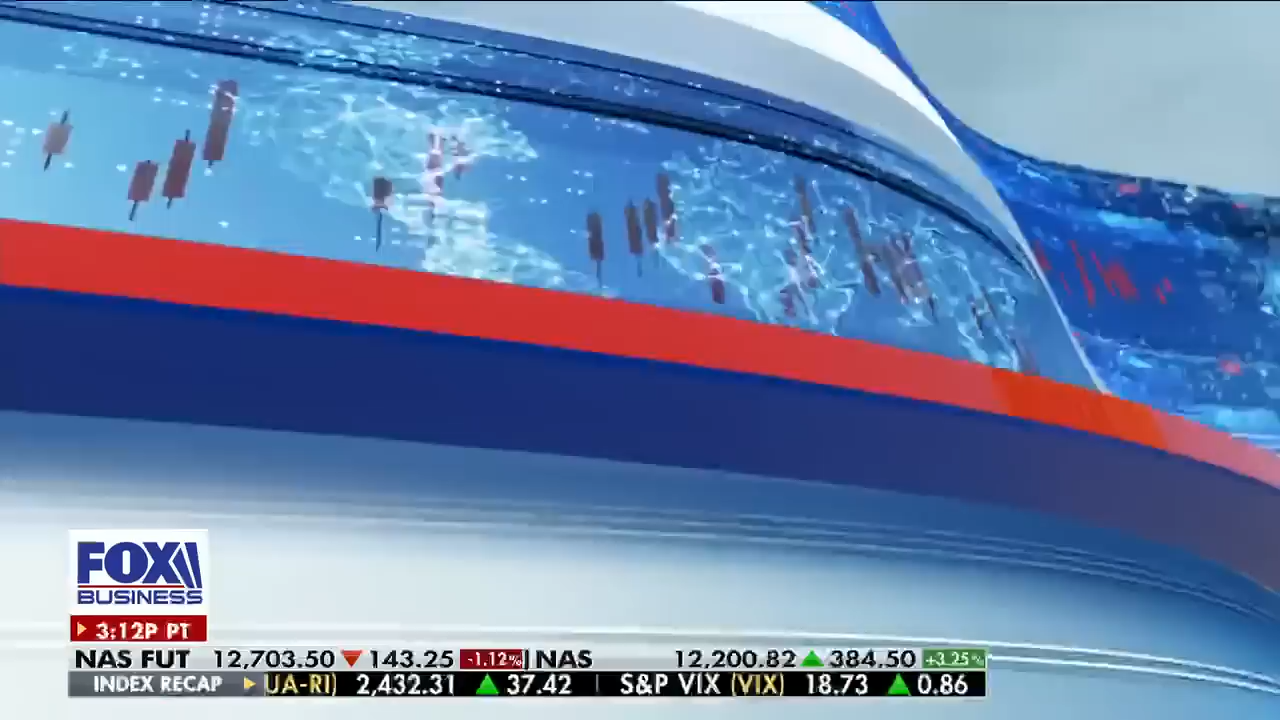 FOX
BUSINESS
3:12P PT
NAS FUT 12,703.50 ▼ 143.25 -1.12% NAS 12,200.82 ▲ 384.50 +3.25%
INDEX RECAP UA-RI) 2,432.31 ▲ 37.42 | S&P VIX (VIX) 18.73 ▲ 0.86